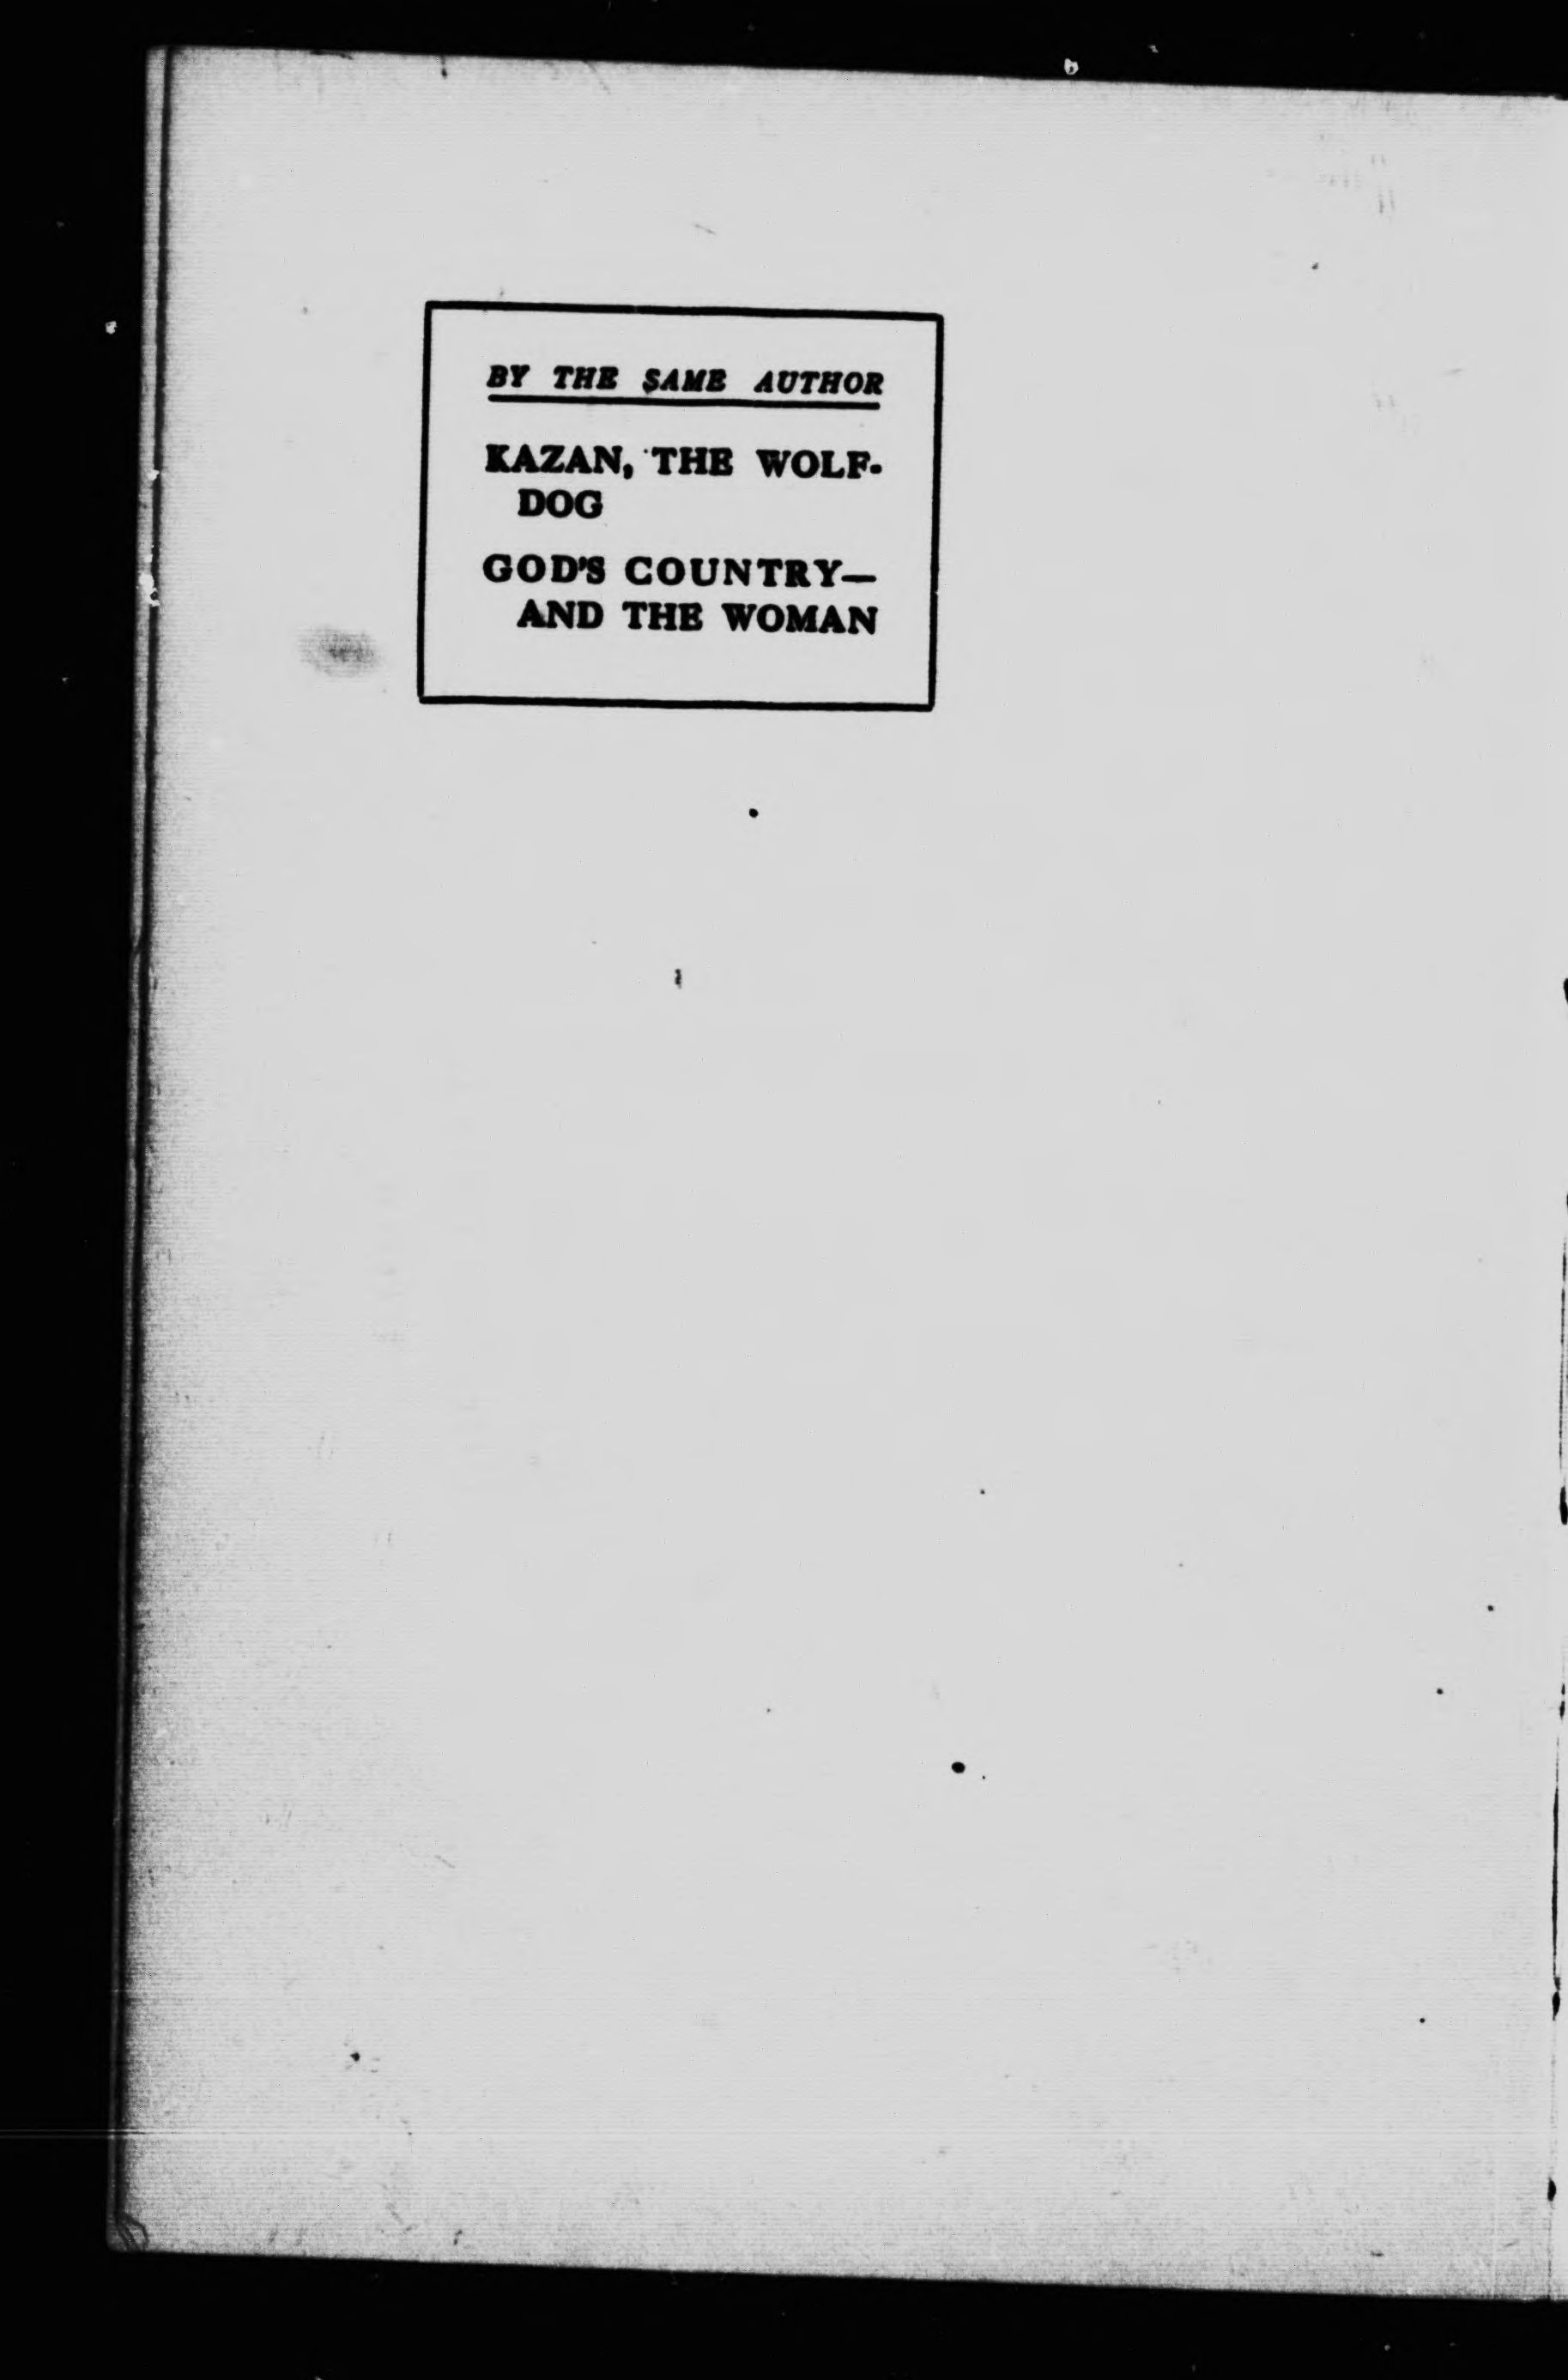 BY THE SAME AUTHOR
KAZAN, THE WOLF-
DOG
GOD'S COUNTRY—
AND THE WOMAN